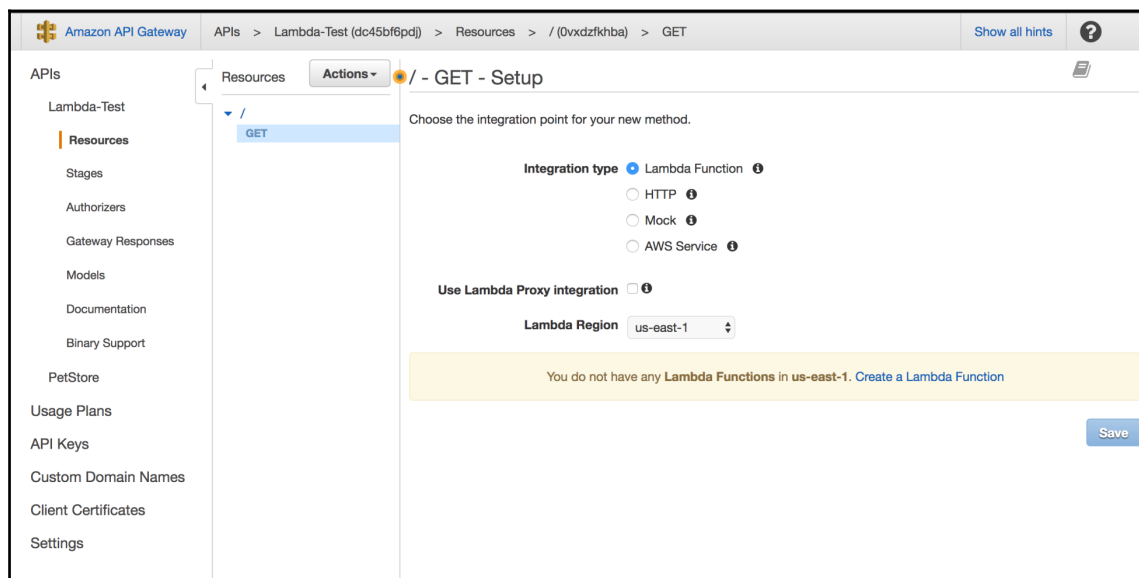 Amazon API Gateway APIs > Lambda-Test (dc45bf6pdj) > Resources > / (0vxdzfkhba) > GET Show all hints ?
APIs
Lambda-Test
Resources
Stages
Authorizers
Gateway Responses
Models
Documentation
Binary Support
PetStore
Usage Plans
API Keys
Custom Domain Names
Client Certificates
Settings
Resources Actions
/
GET
/ - GET - Setup
Choose the integration point for your new method.
Integration type Lambda Function
HTTP
Mock
AWS Service
Use Lambda Proxy integration
Lambda Region us-east-1
You do not have any Lambda Functions in us-east-1. Create a Lambda Function
Save